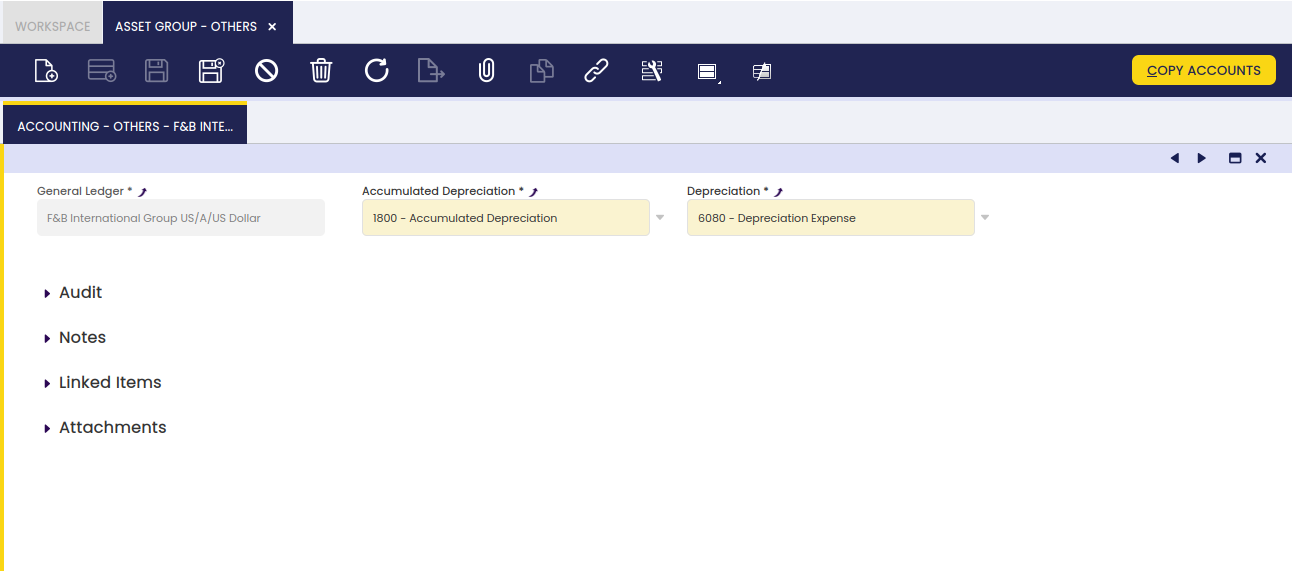 WORKSPACE
ASSET GROUP - OTHERS
COPY ACCOUNTS
ACCOUNTING - OTHERS - F&B INTE...
General Ledger * Accumulated Depreciation * Depreciation *
F&B International Group US/A/US Dollar 1800 - Accumulated Depreciation 6080 - Depreciation Expense
Audit
Notes
Linked Items
Attachments